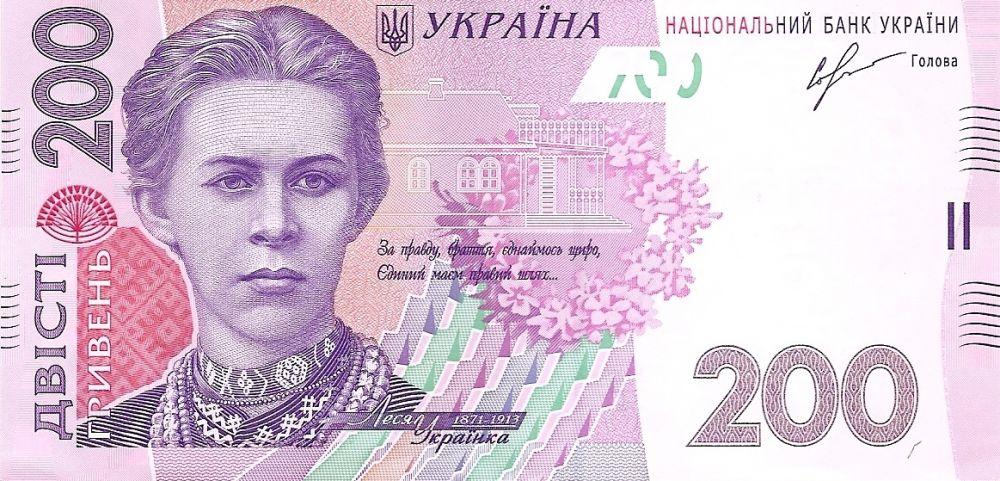 200
ДВІСТІ
ГРИВЕНЬ
УКРАЇНА
НАЦІОНАЛЬНИЙ БАНК УКРАЇНИ
Голова
За правду, браття, єднаймось щиро,
Єдиний маєм правий шлях...
Леся 1871-1913
Українка
200